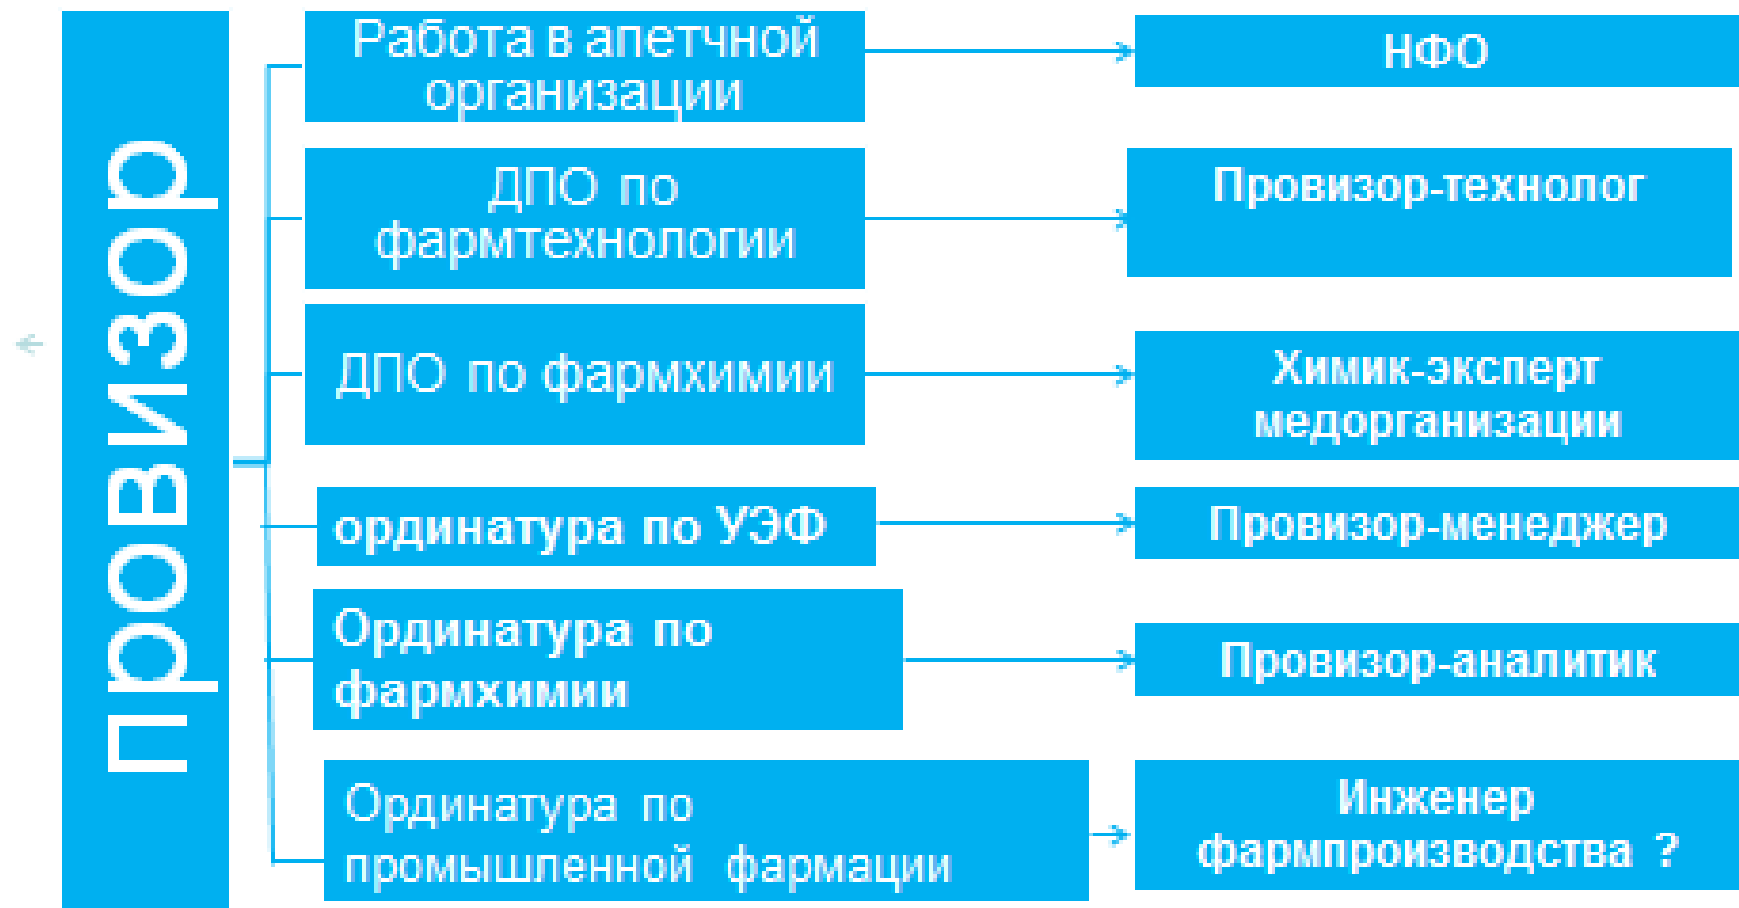 провизор
Работа в апетчной
организации
НФО
ДПО по
фармтехнологии
Провизор-технолог
ДПО по фармхимии
Химик-эксперт
медорганизации
ординатура по УЭФ
Провизор-менеджер
Ординатура по
фармхимии
Провизор-аналитик
Ординатура по
промышленной фармации
Инженер
фармпроизводства ?